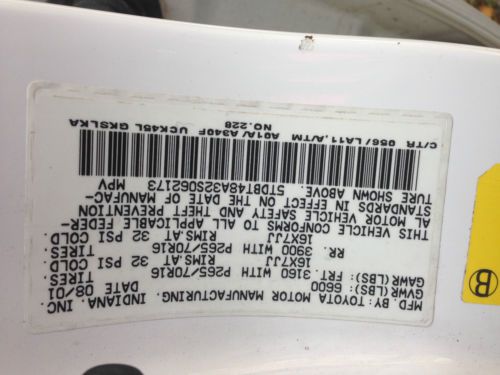 MFD. BY: TOYOTA MOTOR MANUFACTURING, INDIANA, INC.
GVWR(LBS): 6600 DATE 08/01
GAWR(LBS): FRT: 3160 WITH P265/70R16 TIRES
16X7JJ RIMS, AT 32 PSI COLD
RR. 3900 WITH P265/70R16 TIRES
16X7JJ RIMS, AT 32 PSI COLD
THIS VEHICLE CONFORMS TO ALL APPLICABLE FEDER-
AL MOTOR VEHICLE SAFETY AND THEFT PREVENTION
STANDARDS IN EFFECT ON THE DATE OF MANUFAC-
TURE SHOWN ABOVE. 5TDBT48A32S062173 MPV
C/TR 056/LA11,A/TM A01A/A340F UCK45L GKSLKA
NO.228
B